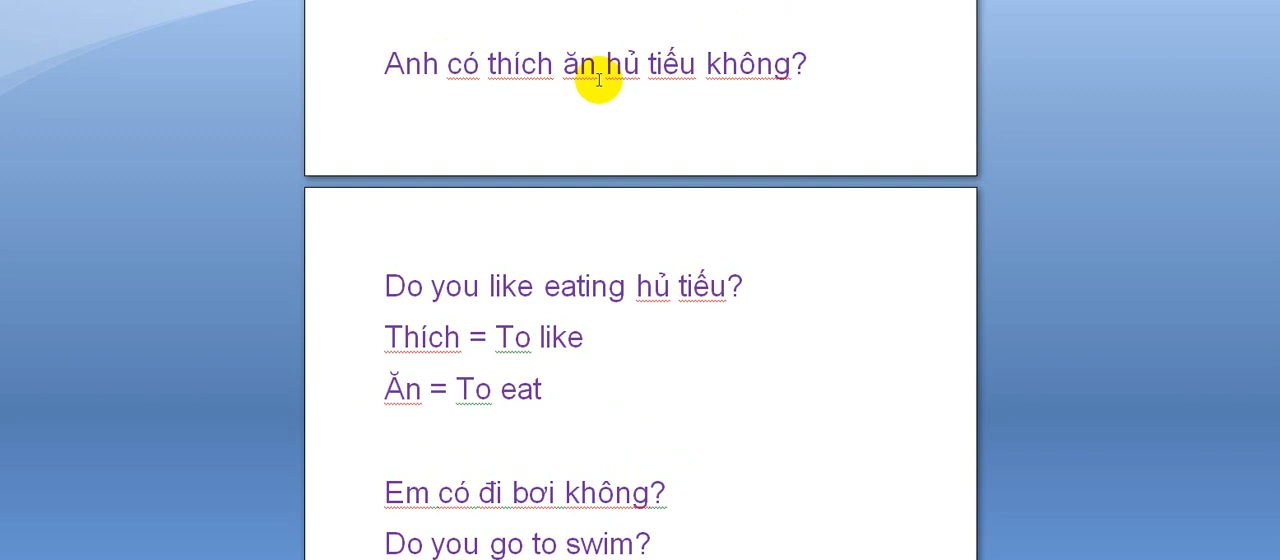 Anh có thích ăn hủ tiếu không?
Do you like eating hủ tiếu?
Thích = To like
Ăn = To eat
Em có đi bơi không?
Do you go to swim?